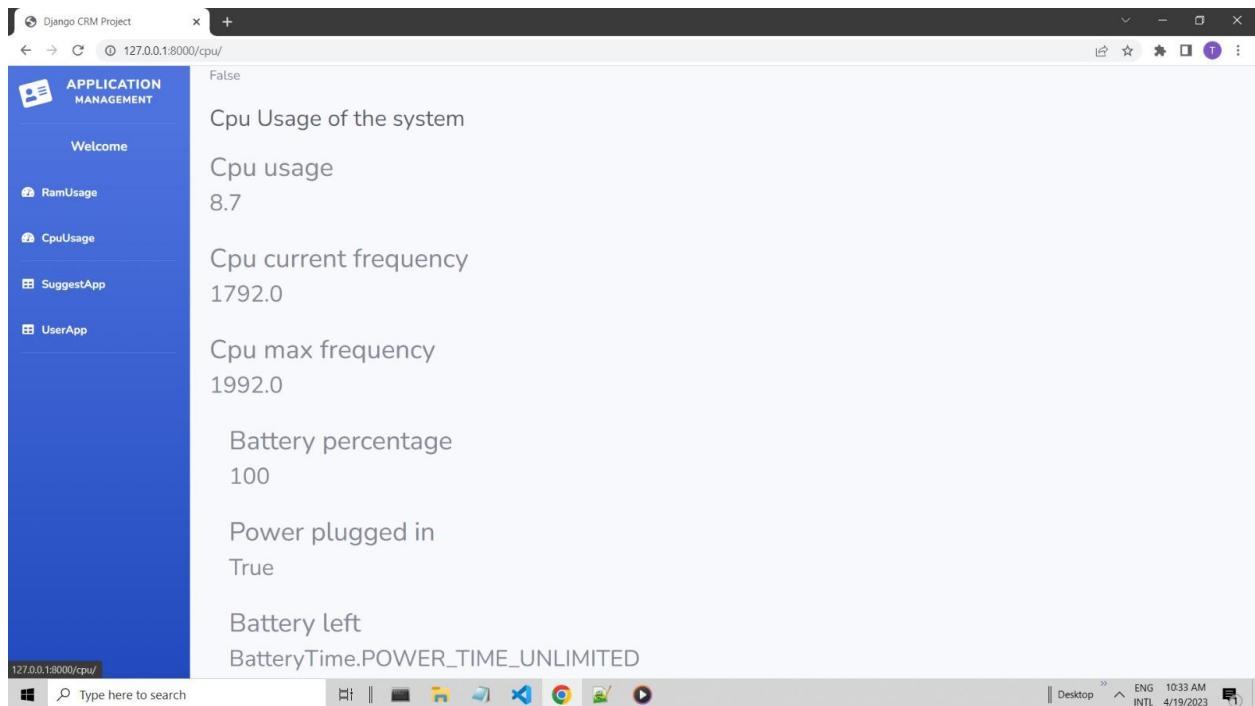 Django CRM Project
127.0.0.1:8000/cpu/
T
APPLICATION
MANAGEMENT
Welcome
RamUsage
CpuUsage
SuggestApp
UserApp
False
Cpu Usage of the system
Cpu usage
8.7
Cpu current frequency
1792.0
Cpu max frequency
1992.0
Battery percentage
100
Power plugged in
True
Battery left
BatteryTime.POWER_TIME_UNLIMITED
127.0.0.1:8000/cpu/
Type here to search
Desktop
ENG
INTL
10:33 AM
4/19/2023
1